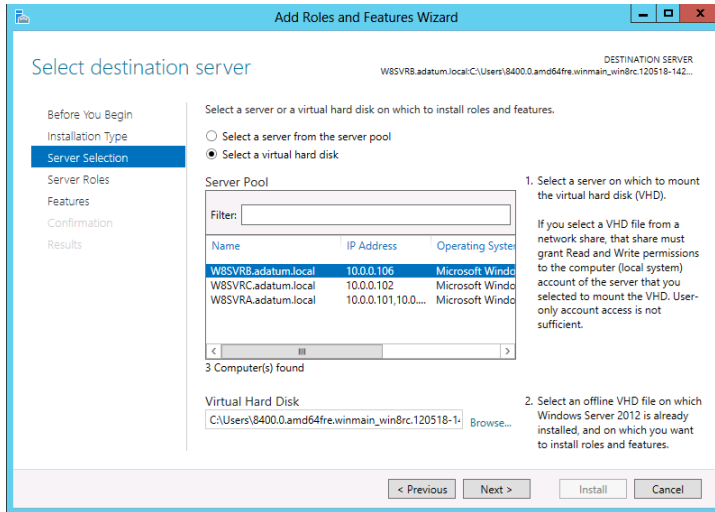 Add Roles and Features Wizard
Select destination server
DESTINATION SERVER
W8SVRB.adatum.local:C:\Users\8400.0.amd64fre.winmain_win8rc.120518-142...
Before You Begin
Installation Type
Server Selection
Server Roles
Features
Confirmation
Results
Select a server or a virtual hard disk on which to install roles and features.
Select a server from the server pool
Select a virtual hard disk
Server Pool
Filter:
Name IP Address Operating System
W8SVRB.adatum.local 10.0.0.106 Microsoft Windo
W8SVRC.adatum.local 10.0.0.102 Microsoft Windo
W8SVRA.adatum.local 10.0.0.101,10.0.... Microsoft Windo
3 Computer(s) found
Virtual Hard Disk
C:\Users\8400.0.amd64fre.winmain_win8rc.120518-14 Browse...
1. Select a server on which to mount
the virtual hard disk (VHD).
If you select a VHD file from a
network share, that share must
grant Read and Write permissions
to the computer (local system)
account of the server that you
selected to mount the VHD. User-
only account access is not
sufficient.
2. Select an offline VHD file on which
Windows Server 2012 is already
installed, and on which you want
to install roles and features.
< Previous Next > Install Cancel